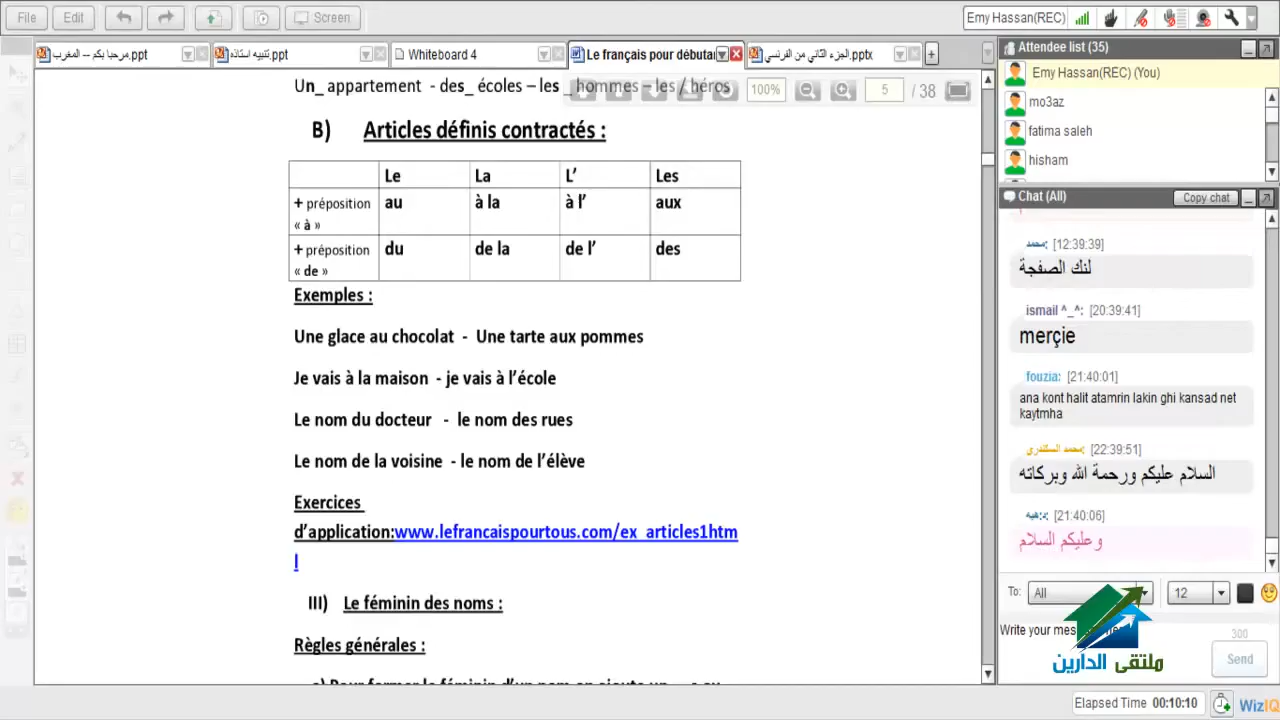 File Edit Screen Emy Hassan(REC)
مرحبا بكم -- المغرب.ppt تنبيه استاذه.ppt Whiteboard 4 Le français pour débuta الجزء الثاني من الفرنسي.pptx +
Un_ appartement - des_ écoles – les _ hommes – les / héros
100% 5 / 38
B) Articles définis contractés :
Le La L’ Les
+ préposition « à » au à la à l’ aux
+ préposition « de » du de la de l’ des
Exemples :
Une glace au chocolat - Une tarte aux pommes
Je vais à la maison - je vais à l’école
Le nom du docteur - le nom des rues
Le nom de la voisine - le nom de l’élève
Exercices
d’application:www.lefrancaispourtous.com/ex_articles1htm
l
III) Le féminin des noms :
Règles générales :
Attendee list (35)
Emy Hassan(REC) (You)
mo3az
fatima saleh
hisham
Chat (All) Copy chat
محمد: [12:39:39]
لنك الصفجة
ismail ^_^: [20:39:41]
merçie
fouzia: [21:40:01]
ana kont halit atamrin lakin ghi kansad net
kaytmha
محمد السكندرى: [22:39:51]
السلام عليكم ورحمة الله وبركاته
د:هبه: [21:40:06]
وعليكم السلام
To: All 12
Write your mes
300
Send
ملتقى الدارين
Elapsed Time 00:10:10 WizIQ